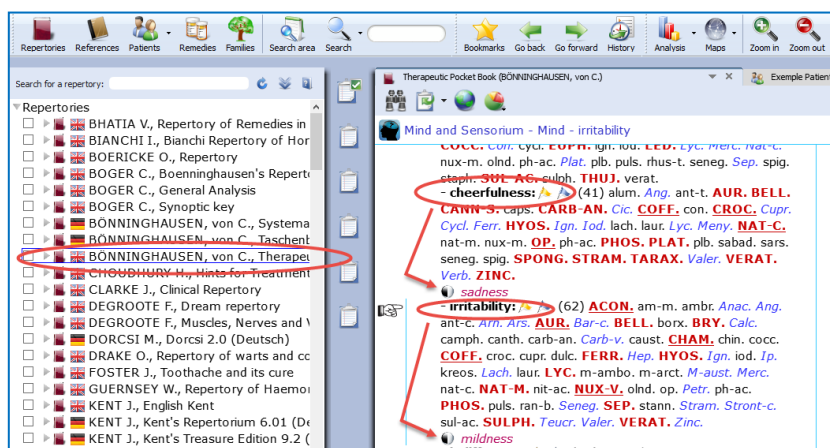 Repertories References Patients Remedies Families Search area Search Bookmarks Go back Go forward History Analysis Maps Zoom in Zoom out
Search for a repertory:
Repertories
BHATIA V., Repertory of Remedies in
BIANCHI I., Bianchi Repertory of Hor
BOERICKE O., Repertory
BOGER C., Boenninghausen's Reperto
BOGER C., General Analysis
BOGER C., Synoptic key
BÖNNINGHAUSEN, von C., Systema
BÖNNINGHAUSEN, von C., Taschenb
BÖNNINGHAUSEN, von C., Therapeu
CHOUDHURY H., Hints for Treatment
CLARKE J., Clinical Repertory
DEGROOTE F., Dream repertory
DEGROOTE F., Muscles, Nerves and V
DORCSI M., Dorcsi 2.0 (Deutsch)
DRAKE O., Repertory of warts and co
FOSTER J., Toothache and its cure
GUERNSEY W., Repertory of Haemor
KENT J., English Kent
KENT J., Kent's Repertorium 6.01 (De
KENT J., Kent's Treasure Edition 9.2 (
Therapeutic Pocket Book (BÖNNINGHAUSEN, von C.) Exemple Patient
Mind and Sensorium - Mind - irritability
COCC. Con. cycl. EUPH. ign. iod. LED. Lyc. Merc. Nat-c.
nux-m. olnd. ph-ac. Plat. plb. puls. rhus-t. seneg. Sep. spig.
staph. SUL-AC. sulph. THUJ. verat.
- cheerfulness: (41) alum. Ang. ant-t. AUR. BELL.
CANN-S. caps. CARB-AN. Cic. COFF. con. CROC. Cupr.
Cycl. Ferr. HYOS. Ign. Iod. lach. laur. Lyc. Meny. NAT-C.
nat-m. nux-m. OP. ph-ac. PHOS. PLAT. plb. sabad. sars.
seneg. spig. SPONG. STRAM. TARAX. Valer. VERAT.
Verb. ZINC.
sadness
- irritability: (62) ACON. am-m. ambr. Anac. Ang.
ant-c. Arn. Ars. AUR. Bar-c. BELL. borx. BRY. Calc.
camph. canth. carb-an. Carb-v. caust. CHAM. chin. cocc.
COFF. croc. cupr. dulc. FERR. Hep. HYOS. Ign. iod. Ip.
kreos. Lach. laur. LYC. m-ambo. m-arct. M-aust. Merc.
nat-c. NAT-M. nit-ac. NUX-V. olnd. op. Petr. ph-ac.
PHOS. puls. ran-b. Seneg. SEP. stann. Stram. Stront-c.
sul-ac. SULPH. Teucr. Valer. VERAT. Zinc.
mildness